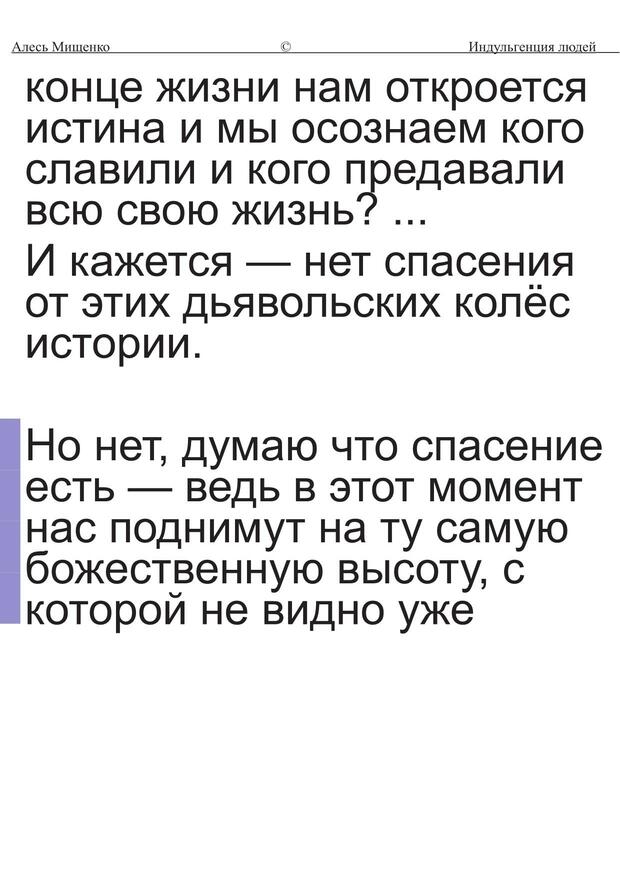 Алесь Мищенко © Индульгенция людей
конце жизни нам откроется
истина и мы осознаем кого
славили и кого предавали
всю свою жизнь? ...
И кажется — нет спасения
от этих дьявольских колёс
истории.
Но нет, думаю что спасение
есть — ведь в этот момент
нас поднимут на ту самую
божественную высоту, с
которой не видно уже